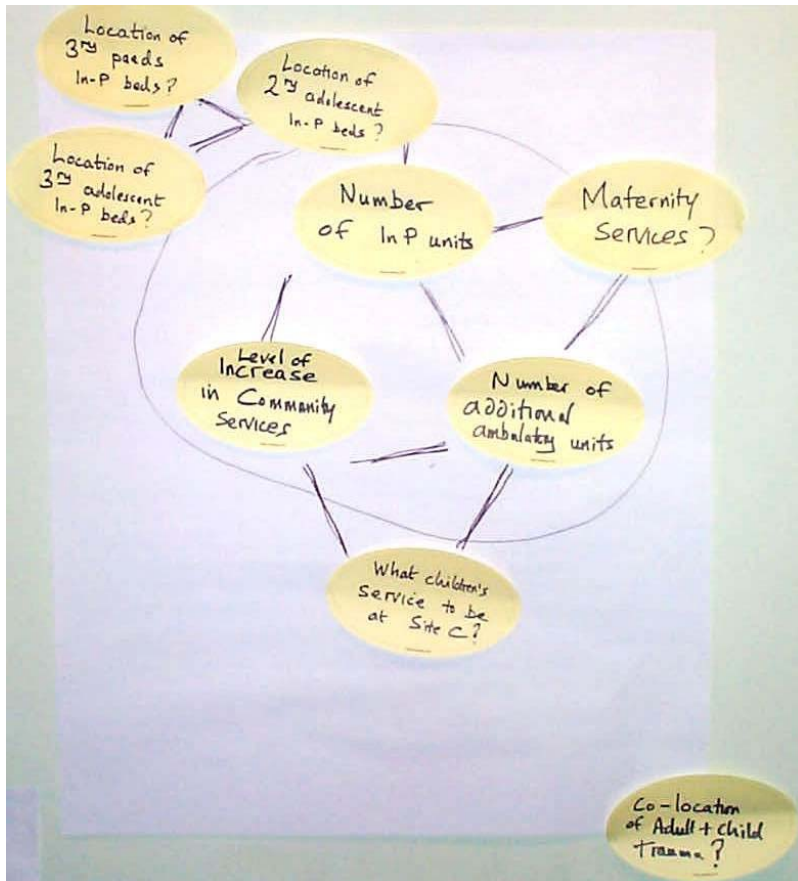 Location of
3ry paeds
In-P beds?
Location of
2ry adolescent
In-P beds?
Location of
3ry adolescent
In-P beds?
Number
of In P units
Maternity
Services?
Level of
Increase
in Community
Services
Number of
additional
ambulatory units
What children's
service to be
at Site C?
Co-location
of Adult + Child
Trauma?